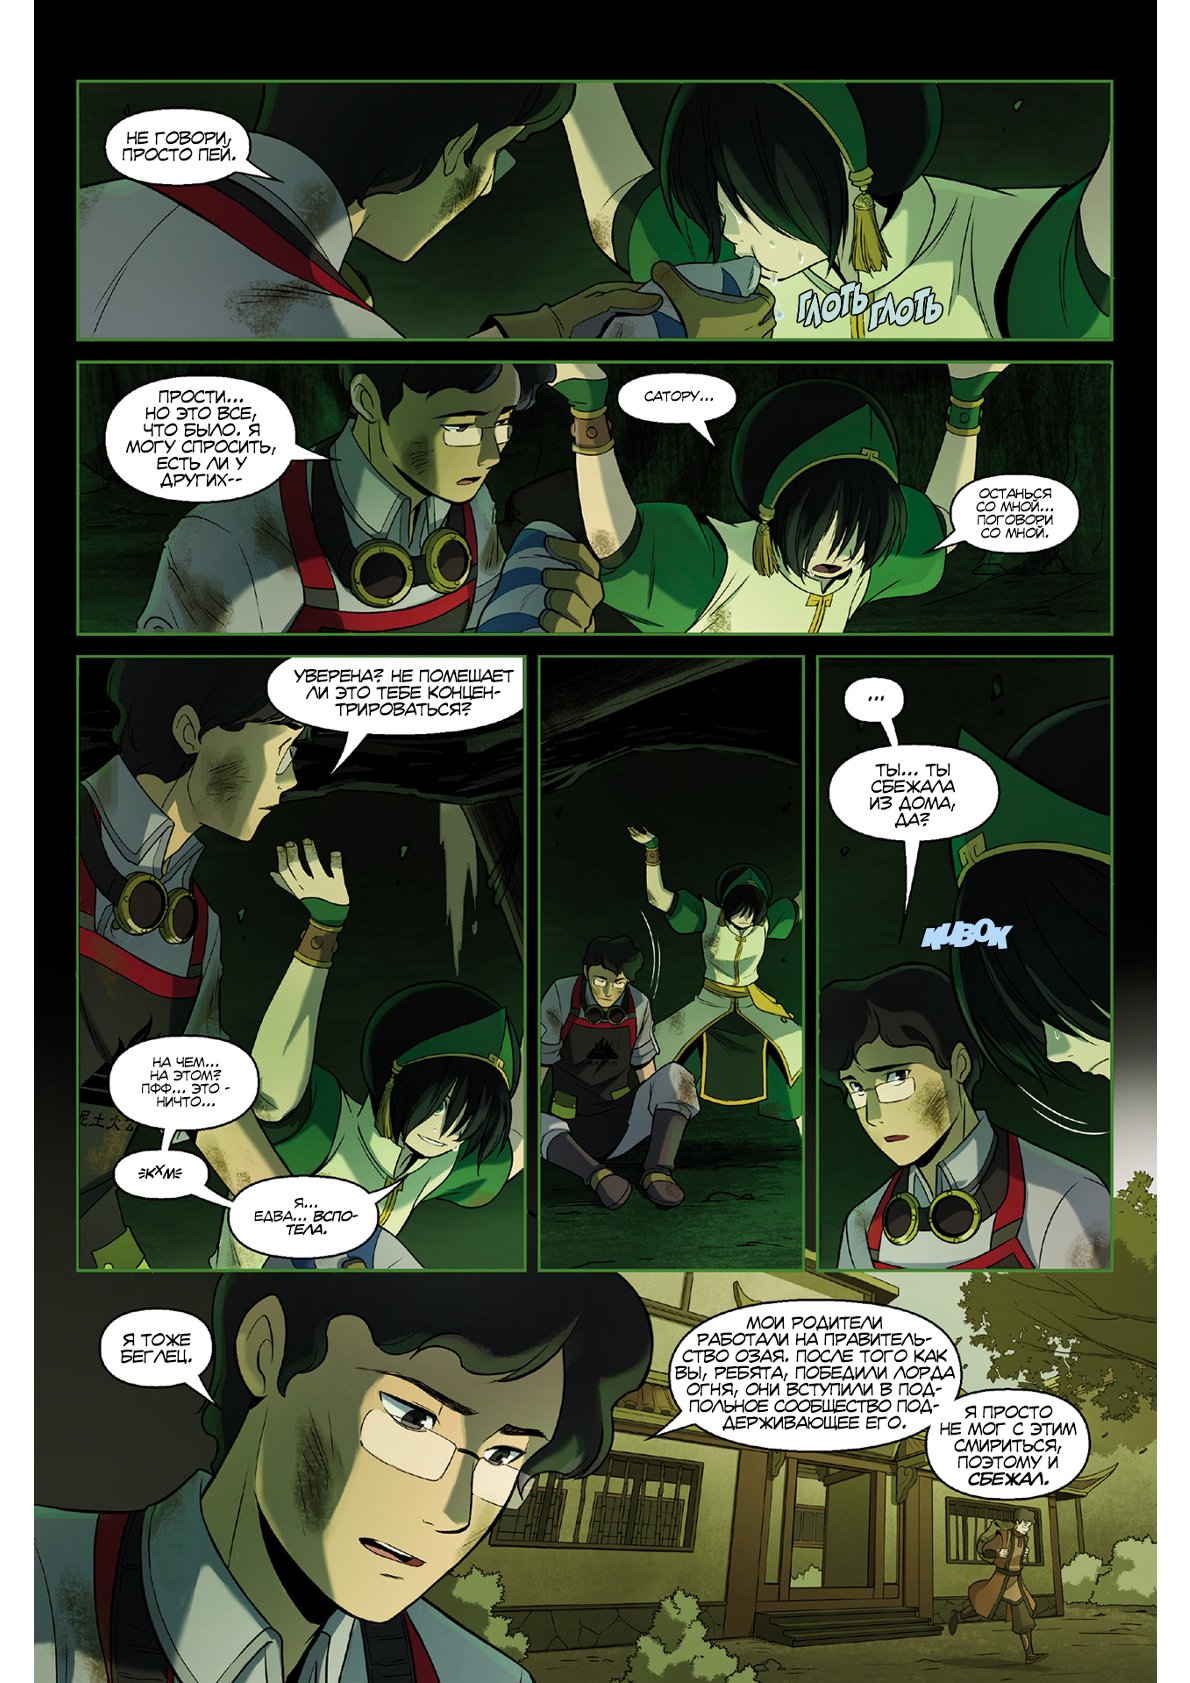 НЕ ГОВОРИ,
ПРОСТО ПЕЙ.
ГЛОТЬ
ГЛОТЬ
ПРОСТИ...
НО ЭТО ВСЕ,
ЧТО БЫЛО. Я
МОГУ СПРОСИТЬ,
ЕСТЬ ЛИ У
ДРУГИХ--
САТОРУ...
ОСТАНЬСЯ
СО МНОЙ...
ПОГОВОРИ
СО МНОЙ.
УВЕРЕНА? НЕ ПОМЕШАЕТ
ЛИ ЭТО ТЕБЕ КОНЦЕН-
ТРИРОВАТЬСЯ?
НА ЧЕМ...
НА ЭТОМ?
ПФФ... ЭТО -
НИЧТО...
КХМ
Я...
ЕДВА... ВСПО-
ТЕЛА.
泥土火
...
ТЫ... ТЫ
СБЕЖАЛА
ИЗ ДОМА,
ДА?
КИВОК
Я ТОЖЕ
БЕГЛЕЦ.
МОИ РОДИТЕЛИ
РАБОТАЛИ НА ПРАВИТЕЛЬ-
СТВО ОЗАЯ. ПОСЛЕ ТОГО КАК
ВЫ, РЕБЯТА, ПОБЕДИЛИ ЛОРДА
ОГНЯ, ОНИ ВСТУПИЛИ В ПОД-
ПОЛЬНОЕ СООБЩЕСТВО ПОД-
ДЕРЖИВАЮЩЕЕ ЕГО.
Я ПРОСТО
НЕ МОГ С ЭТИМ
СМИРИТЬСЯ,
ПОЭТОМУ И
СБЕЖАЛ.